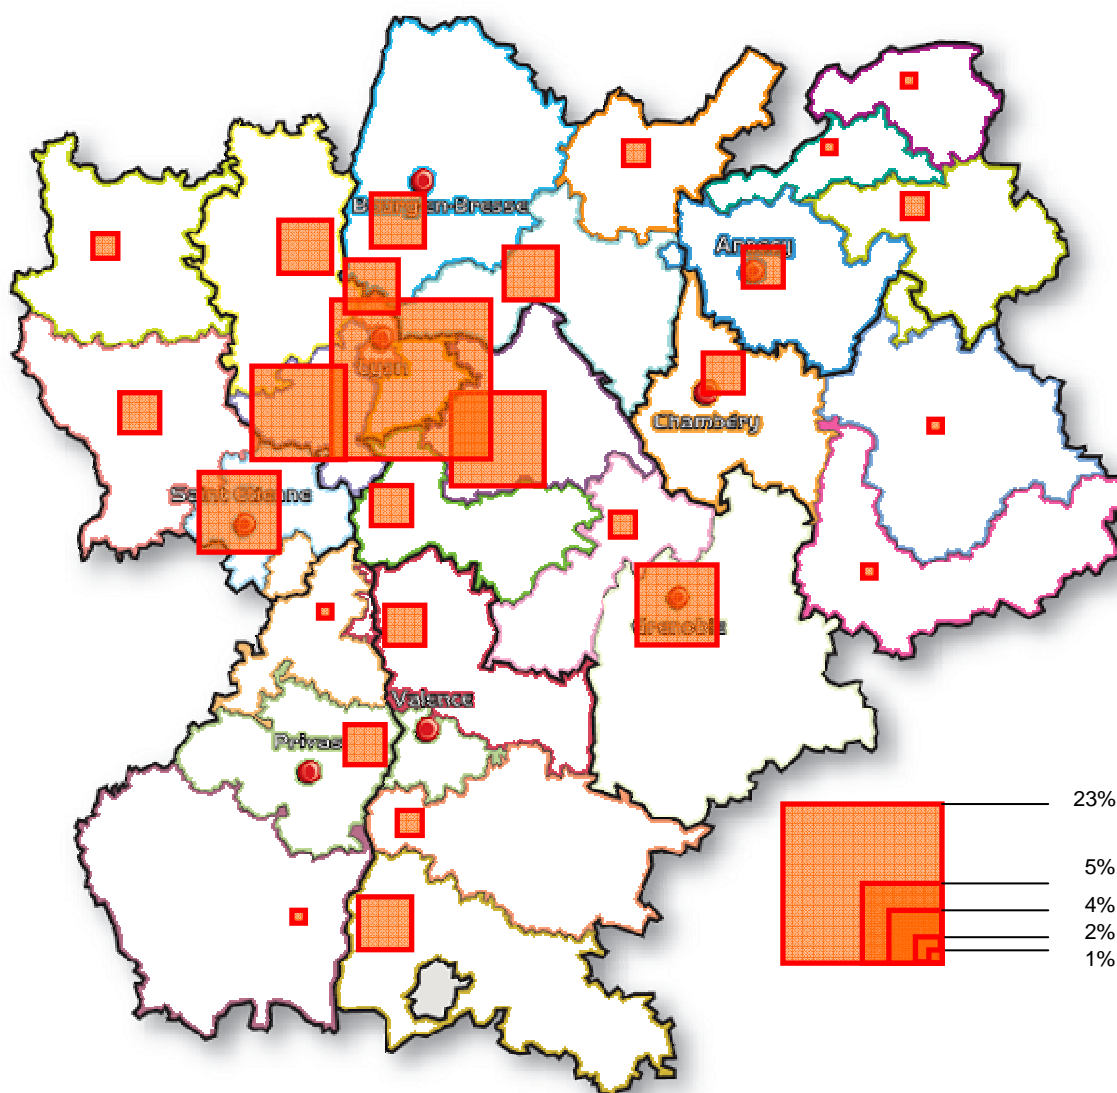 Bourg-en-Bresse
Annecy
Lyon
Chambéry
Saint-Etienne
Grenoble
Valence
Privas
23%
5%
4%
2%
1%